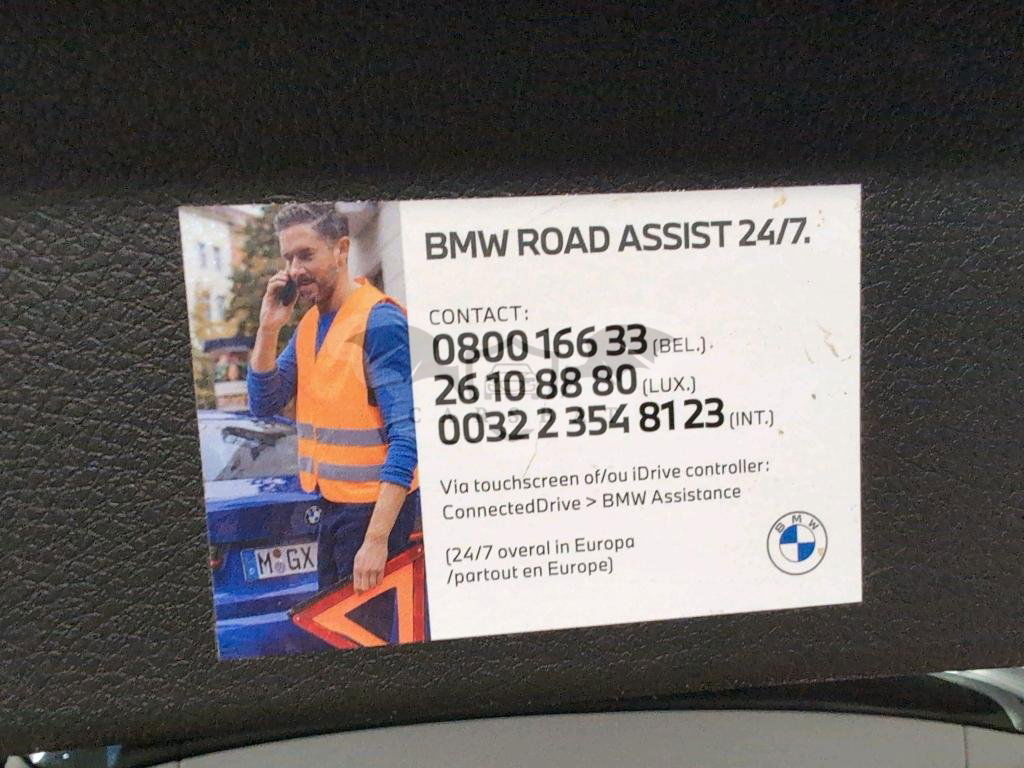 BMW ROAD ASSIST 24/7.
CONTACT:
0800 166 33 (BEL.).
26 10 88 80 (LUX.)
0032 2 354 81 23 (INT.)
Via touchscreen of/ou iDrive controller:
ConnectedDrive > BMW Assistance
(24/7 overal in Europa
/partout en Europe)
BMW
M GX